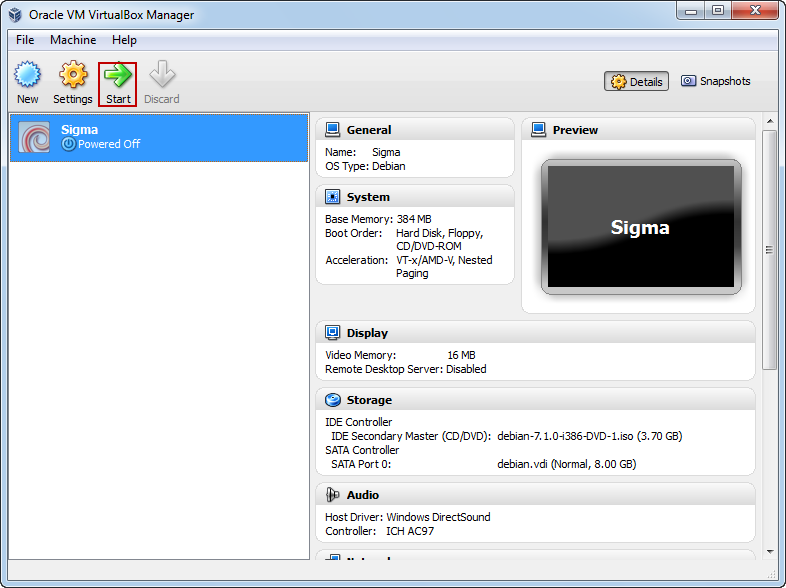 Oracle VM VirtualBox Manager
File Machine Help
New Settings Start Discard Details Snapshots
Sigma
Powered Off
General
Name: Sigma
OS Type: Debian
System
Base Memory: 384 MB
Boot Order: Hard Disk, Floppy,
CD/DVD-ROM
Acceleration: VT-x/AMD-V, Nested
Paging
Preview
Sigma
Display
Video Memory: 16 MB
Remote Desktop Server: Disabled
Storage
IDE Controller
IDE Secondary Master (CD/DVD): debian-7.1.0-i386-DVD-1.iso (3.70 GB)
SATA Controller
SATA Port 0: debian.vdi (Normal, 8.00 GB)
Audio
Host Driver: Windows DirectSound
Controller: ICH AC97